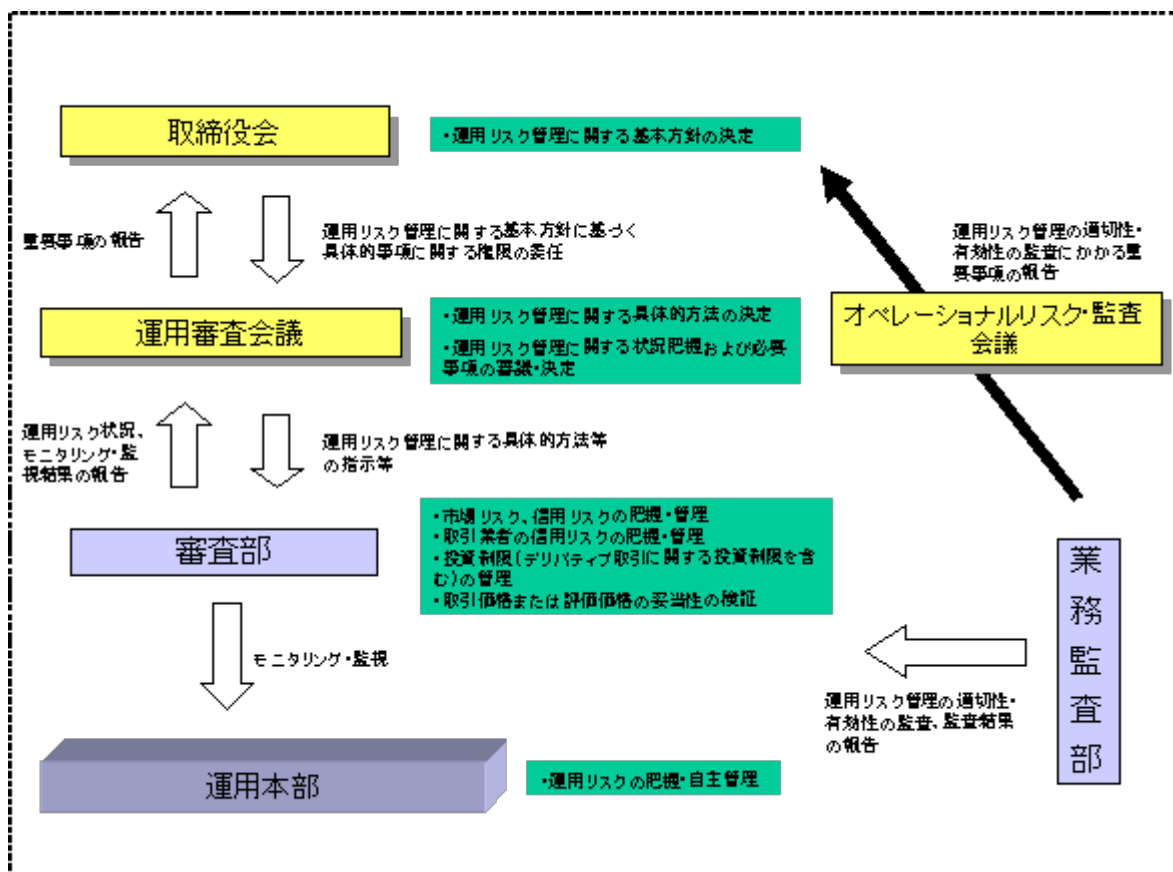 取締役会
・運用リスク管理に関する基本方針の決定
重要事項の報告
運用リスク管理に関する基本方針に基づく
具体的事項に関する権限の委任
運用リスク管理の適切性・
有効性の監査にかかる重
要事項の報告
運用審査会議
・運用リスク管理に関する具体的方法の決定
・運用リスク管理に関する状況把握および必要
事項の審議・決定
オペレーショナルリスク・監査
会議
運用リスク状況、
モニタリング・監
視結果の報告
運用リスク管理に関する具体的方法等
の指示等
審査部
・市場リスク、信用リスクの把握・管理
・取引業者の信用リスクの把握・管理
・投資制限(デリバティブ取引に関する投資制限を含
む)の管理
・取引価格または評価価格の妥当性の検証
業務監査部
モニタリング・監視
運用リスク管理の適切性・
有効性の監査、監査結果
の報告
運用本部
・運用リスクの把握・自主管理